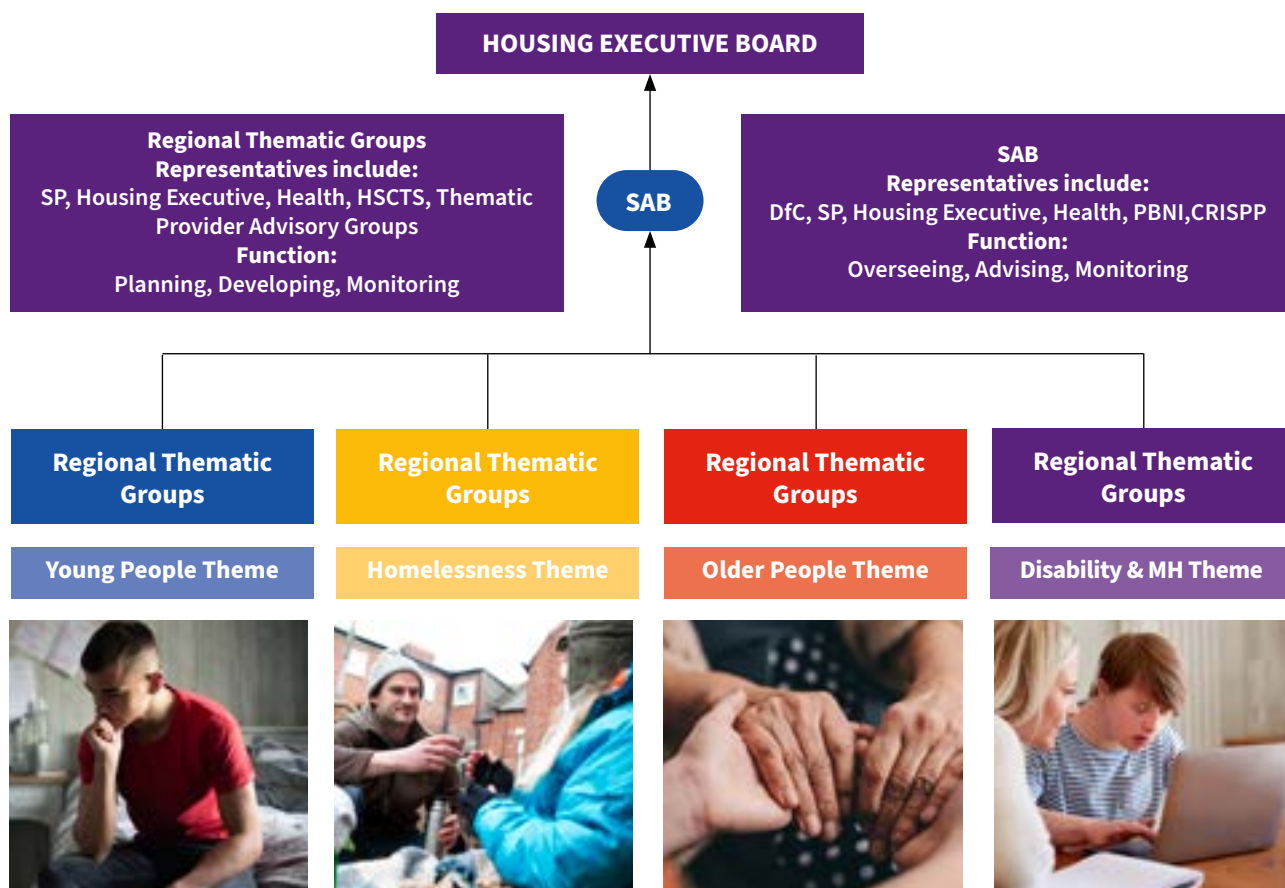 HOUSING EXECUTIVE BOARD
Regional Thematic Groups
Representatives include:
SP, Housing Executive, Health, HSCTS, Thematic
Provider Advisory Groups
Function:
Planning, Developing, Monitoring
SAB
SAB
Representatives include:
DfC, SP, Housing Executive, Health, PBNI,CRISPP
Function:
Overseeing, Advising, Monitoring
Regional Thematic
Groups
Regional Thematic
Groups
Regional Thematic
Groups
Regional Thematic
Groups
Young People Theme
Homelessness Theme
Older People Theme
Disability & MH Theme